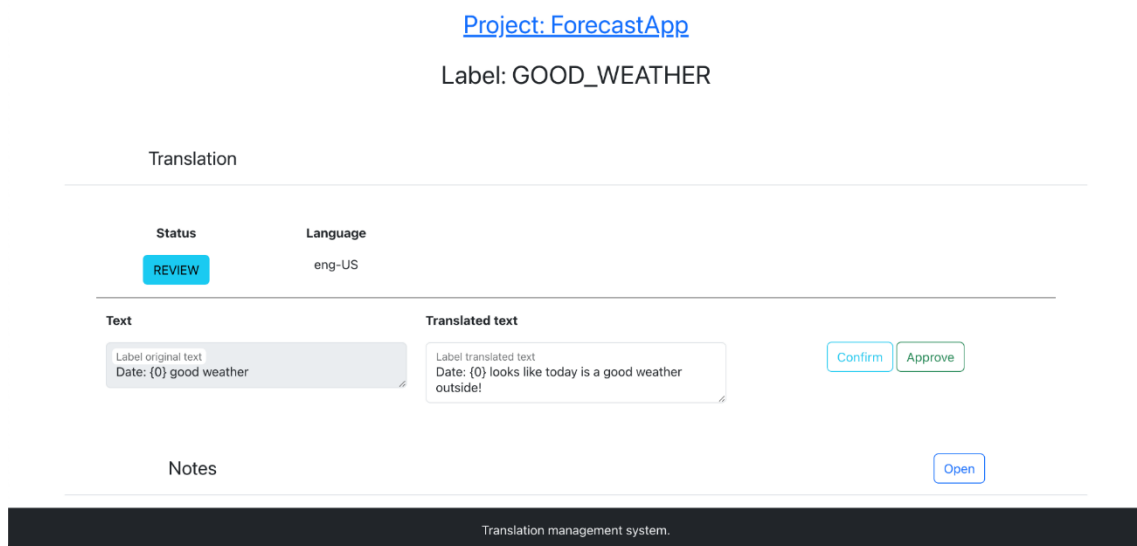 Project: ForecastApp
Label: GOOD_WEATHER
Translation
Status Language
REVIEW eng-US
Text Translated text
Label original text
Date: {0} good weather
Label translated text
Date: {0} looks like today is a good weather
outside!
Confirm Approve
Notes Open
Translation management system.